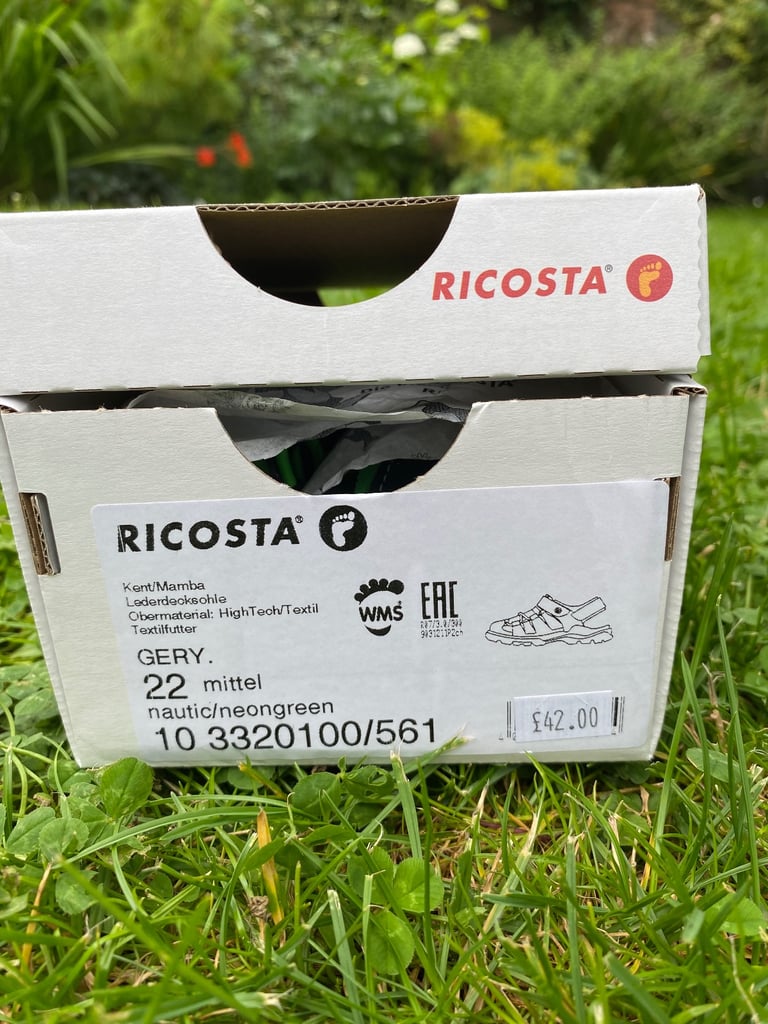 RICOSTA®
RICOSTA®
Kent/Mamba
Lederdecksohle
Obermaterial: HighTech/Textil
Textilfutter
WMS®
EAC
GERY.
22 mittel
nautic/neongreen
10 3320100/561
£42.00